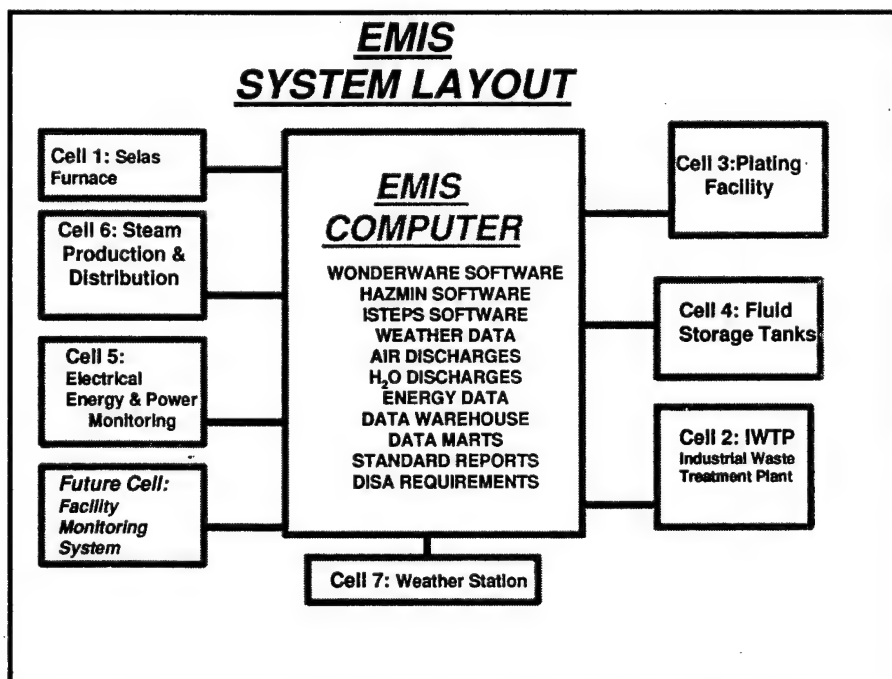 EMIS
SYSTEM LAYOUT
Cell 1: Selas
Furnace
Cell 6: Steam
Production &
Distribution
Cell 5:
Electrical
Energy & Power
Monitoring
Future Cell:
Facility
Monitoring
System
EMIS
COMPUTER
WONDERWARE SOFTWARE
HAZMIN SOFTWARE
ISTEPS SOFTWARE
WEATHER DATA
AIR DISCHARGES
H₂O DISCHARGES
ENERGY DATA
DATA WAREHOUSE
DATA MARTS
STANDARD REPORTS
DISA REQUIREMENTS
Cell 7: Weather Station
Cell 3:Plating
Facility
Cell 4: Fluid
Storage Tanks
Cell 2: IWTP
Industrial Waste
Treatment Plant